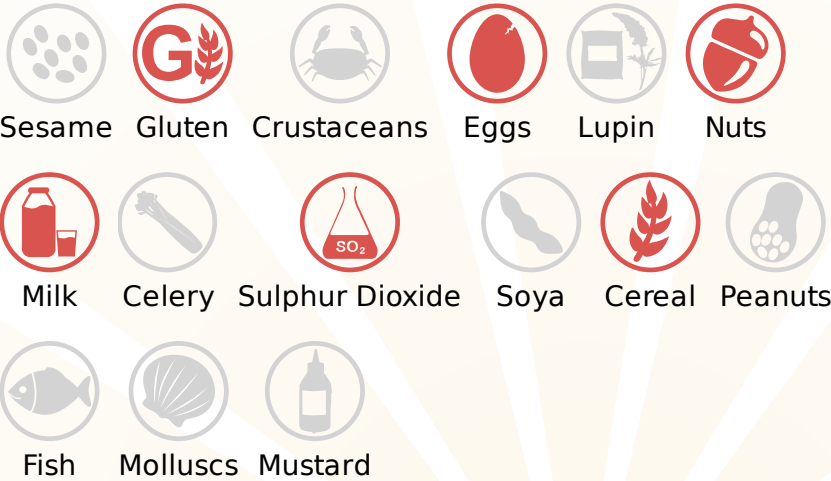 G
Sesame Gluten Crustaceans Eggs Lupin Nuts
SO₂
Milk Celery Sulphur Dioxide Soya Cereal Peanuts
Fish Molluscs Mustard